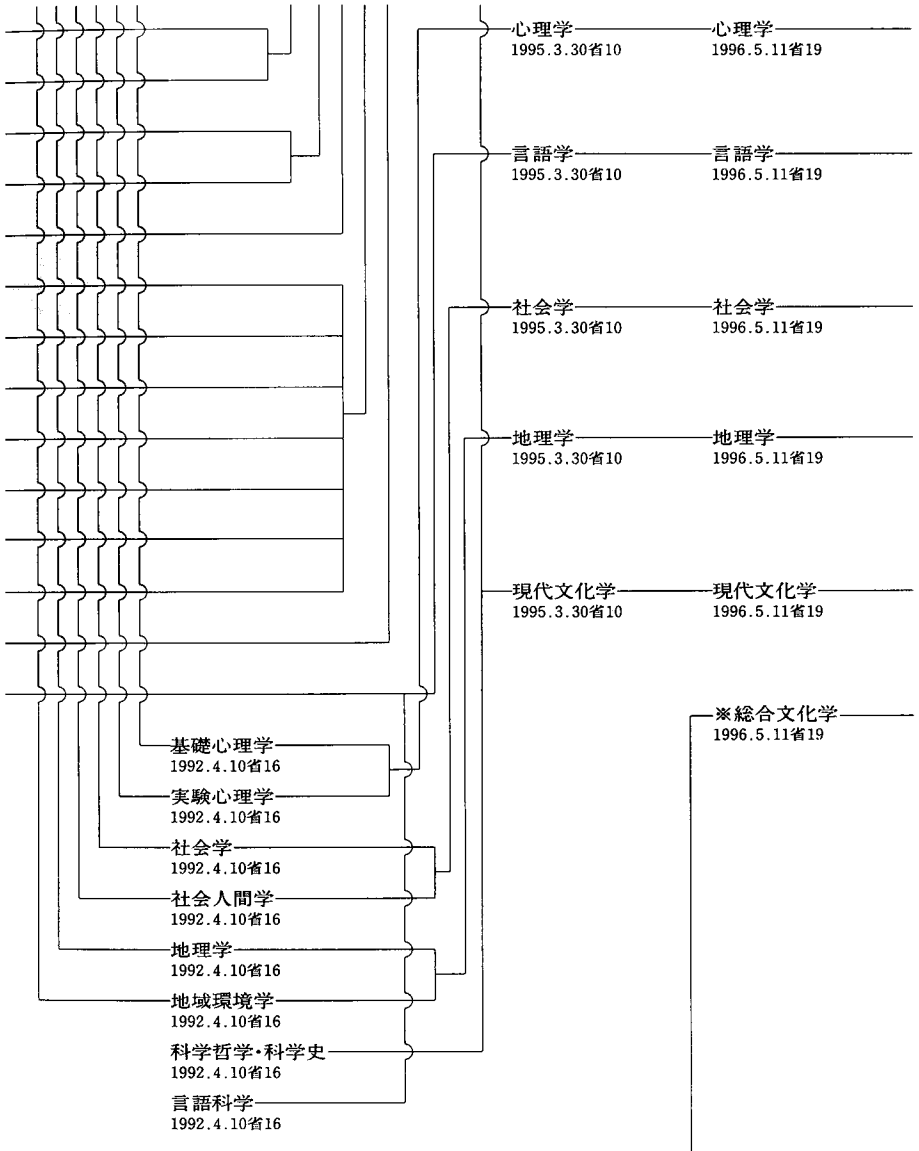 心理学
1995.3.30省10
心理学
1996.5.11省19
言語学
1995.3.30省10
言語学
1996.5.11省19
社会学
1995.3.30省10
社会学
1996.5.11省19
地理学
1995.3.30省10
地理学
1996.5.11省19
現代文化学
1995.3.30省10
現代文化学
1996.5.11省19
※総合文化学
1996.5.11省19
基礎心理学
1992.4.10省16
実験心理学
1992.4.10省16
社会学
1992.4.10省16
社会人間学
1992.4.10省16
地理学
1992.4.10省16
地域環境学
1992.4.10省16
科学哲学・科学史
1992.4.10省16
言語科学
1992.4.10省16